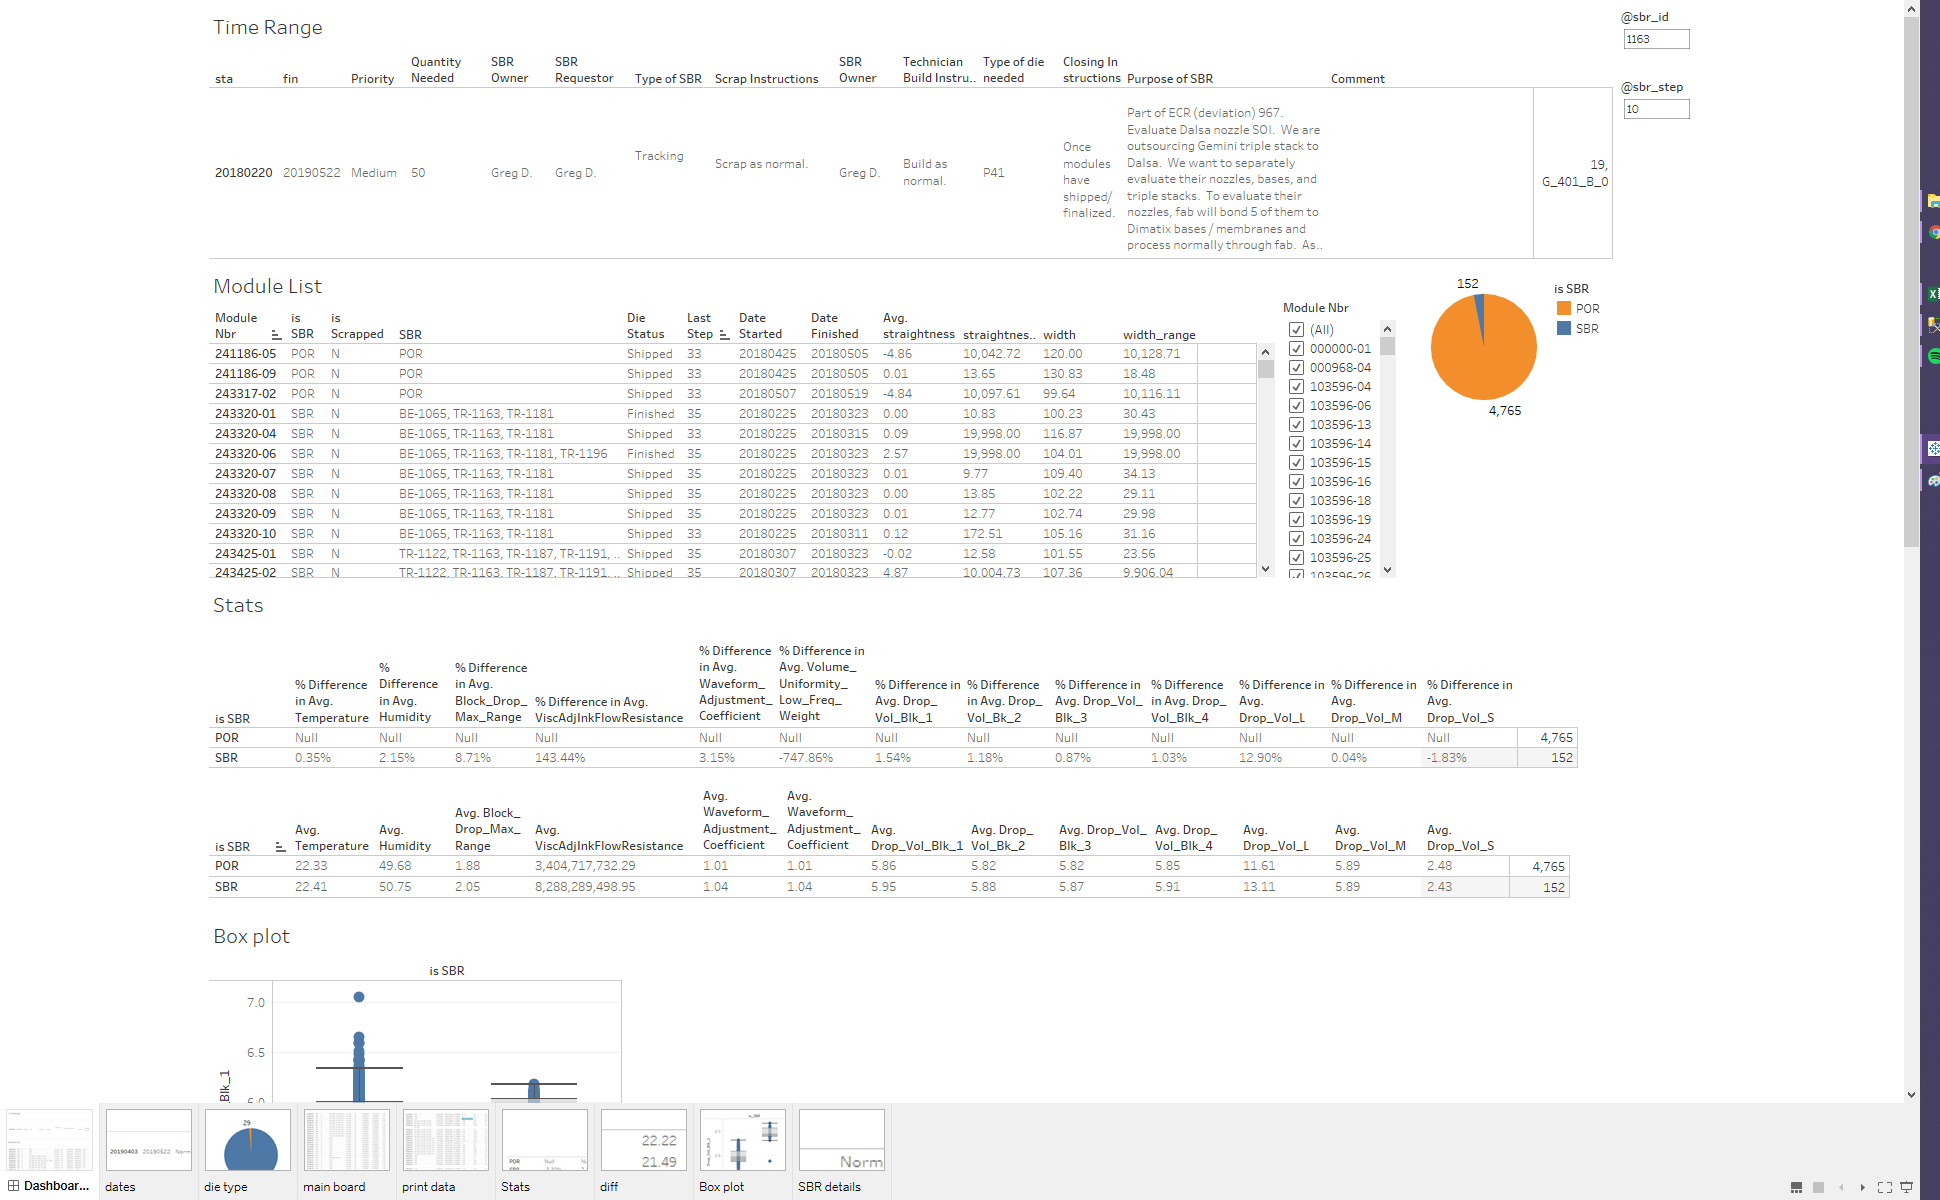 Time Range
@sbr_id
1163
@sbr_step
10
sta fin Priority Quantity Needed SBR Owner SBR Requestor Type of SBR Scrap Instructions SBR Owner Technician Build Instru.. Type of die needed Closing In structions Purpose of SBR Comment
20180220 20190522 Medium 50 Greg D. Greg D. Tracking Scrap as normal. Greg D. Build as normal. P41
Once
modules
have
shipped/
finalized.
Part of ECR (deviation) 967.
Evaluate Dalsa nozzle SOI. We are
outsourcing Gemini triple stack to
Dalsa. We want to separately
evaluate their nozzles, bases, and
triple stacks. To evaluate their
nozzles, fab will bond 5 of them to
Dimatix bases / membranes and
process normally through fab. As..
19,
G_401_B_0
Module List
Module Nbr is SBR is Scrapped SBR Die Status Last Step Date Started Date Finished Avg. straightness straightnes.. width width_range
241186-05 POR N POR Shipped 33 20180425 20180505 -4.86 10,042.72 120.00 10,128.71
241186-09 POR N POR Shipped 33 20180425 20180505 0.01 13.65 130.83 18.48
243317-02 POR N POR Shipped 33 20180507 20180519 -4.84 10,097.61 99.64 10,116.11
243320-01 SBR N BE-1065, TR-1163, TR-1181 Finished 35 20180225 20180323 0.00 10.83 100.23 30.43
243320-04 SBR N BE-1065, TR-1163, TR-1181 Shipped 33 20180225 20180315 0.09 19,998.00 116.87 19,998.00
243320-06 SBR N BE-1065, TR-1163, TR-1181, TR-1196 Finished 35 20180225 20180323 2.57 19,998.00 104.01 19,998.00
243320-07 SBR N BE-1065, TR-1163, TR-1181 Shipped 35 20180225 20180323 0.01 9.77 109.40 34.13
243320-08 SBR N BE-1065, TR-1163, TR-1181 Shipped 35 20180225 20180323 0.00 13.85 102.22 29.11
243320-09 SBR N BE-1065, TR-1163, TR-1181 Shipped 35 20180225 20180323 0.01 12.77 102.74 29.98
243320-10 SBR N BE-1065, TR-1163, TR-1181 Shipped 33 20180225 20180311 0.12 172.51 105.16 31.16
243425-01 SBR N TR-1122, TR-1163, TR-1187, TR-1191, .. Shipped 35 20180307 20180323 -0.02 12.58 101.55 23.56
243425-02 SBR N TR-1122, TR-1163, TR-1187, TR-1191, .. Shipped 35 20180307 20180323 4.87 10,004.73 107.36 9,906.04
Module Nbr
(All)
000000-01
000968-04
103596-04
103596-06
103596-13
103596-14
103596-15
103596-16
103596-18
103596-19
103596-24
103596-25
103596-26
152
4,765
is SBR
POR
SBR
Stats
is SBR % Difference in Avg. Temperature % Difference in Avg. Humidity % Difference in Avg. Block_Drop_ Max_Range % Difference in Avg. ViscAdjInkFlowResistance % Difference in Avg. Waveform_ Adjustment_ Coefficient % Difference in Avg. Volume_ Uniformity_ Low_Freq_ Weight % Difference in Avg. Drop_ Vol_Blk_1 % Difference in Avg. Drop_ Vol_Bk_2 % Difference in Avg. Drop_Vol_ Blk_3 % Difference in Avg. Drop_ Vol_Blk_4 % Difference in Avg. Drop_Vol_L % Difference in Avg. Drop_Vol_M % Difference in Avg. Drop_Vol_S
POR Null Null Null Null Null Null Null Null Null Null Null Null Null 4,765
SBR 0.35% 2.15% 8.71% 143.44% 3.15% -747.86% 1.54% 1.18% 0.87% 1.03% 12.90% 0.04% -1.83% 152
is SBR Avg. Temperature Avg. Humidity Avg. Block_ Drop_Max_ Range Avg. ViscAdjInkFlowResistance Avg. Waveform_ Adjustment_ Coefficient Avg. Waveform_ Adjustment_ Coefficient Avg. Drop_Vol_Blk_1 Avg. Drop_ Vol_Bk_2 Avg. Drop_Vol_ Blk_3 Avg. Drop_ Vol_Blk_4 Avg. Drop_Vol_L Avg. Drop_Vol_M Avg. Drop_Vol_S
POR 22.33 49.68 1.88 3,404,717,732.29 1.01 1.01 5.86 5.82 5.82 5.85 11.61 5.89 2.48 4,765
SBR 22.41 50.75 2.05 8,288,289,498.95 1.04 1.04 5.95 5.88 5.87 5.91 13.11 5.89 2.43 152
Box plot
is SBR
7.0
6.5
6.0
_Blk_1
29
20190403 20190522 Norm
POR Null
22.22
21.49
Norm
Dashboar... dates die type main board print data Stats diff Box plot SBR details